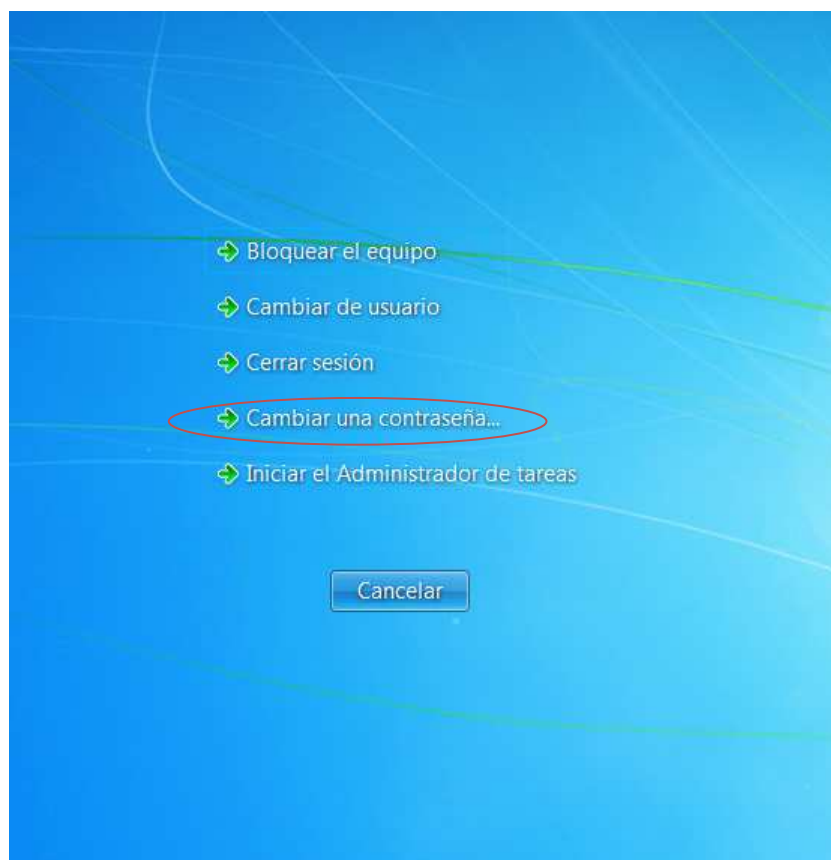 Bloquear el equipo
Cambiar de usuario
Cerrar sesión
Cambiar una contraseña...
Iniciar el Administrador de tareas
Cancelar